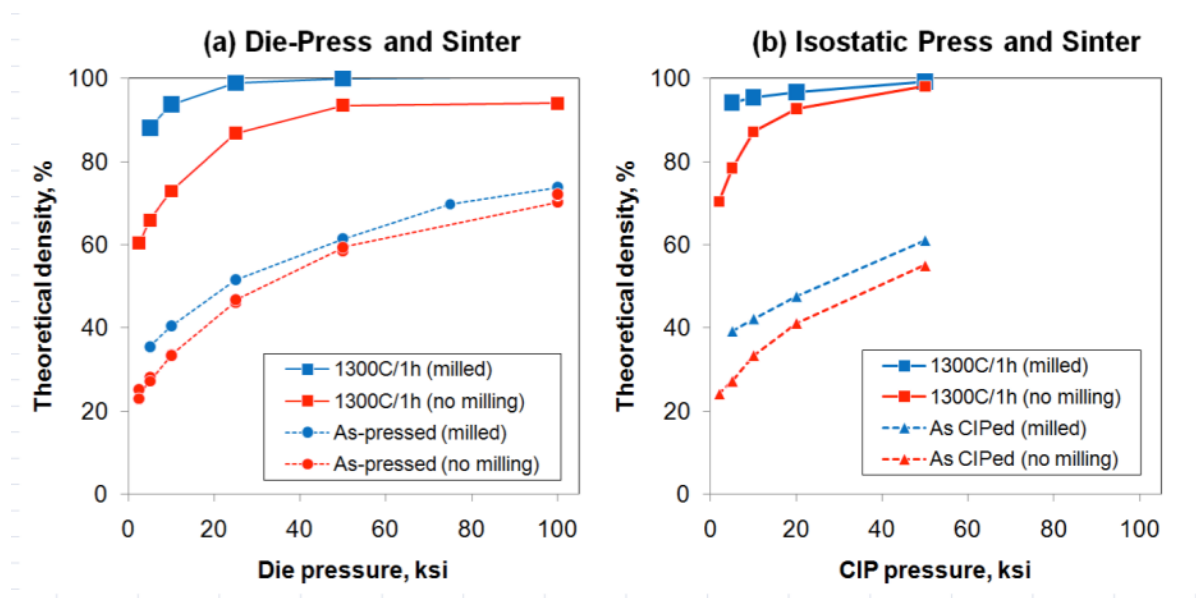 (a) Die-Press and Sinter
100
80
60
40
20
0
Theoretical density, %
1300C/1h (milled)
1300C/1h (no milling)
As-pressed (milled)
As-pressed (no milling)
0 20 40 60 80 100
Die pressure, ksi
(b) Isostatic Press and Sinter
100
80
60
40
20
0
Theoretical density, %
1300C/1h (milled)
1300C/1h (no milling)
As CIPed (milled)
As CIPed (no milling)
0 20 40 60 80 100
CIP pressure, ksi